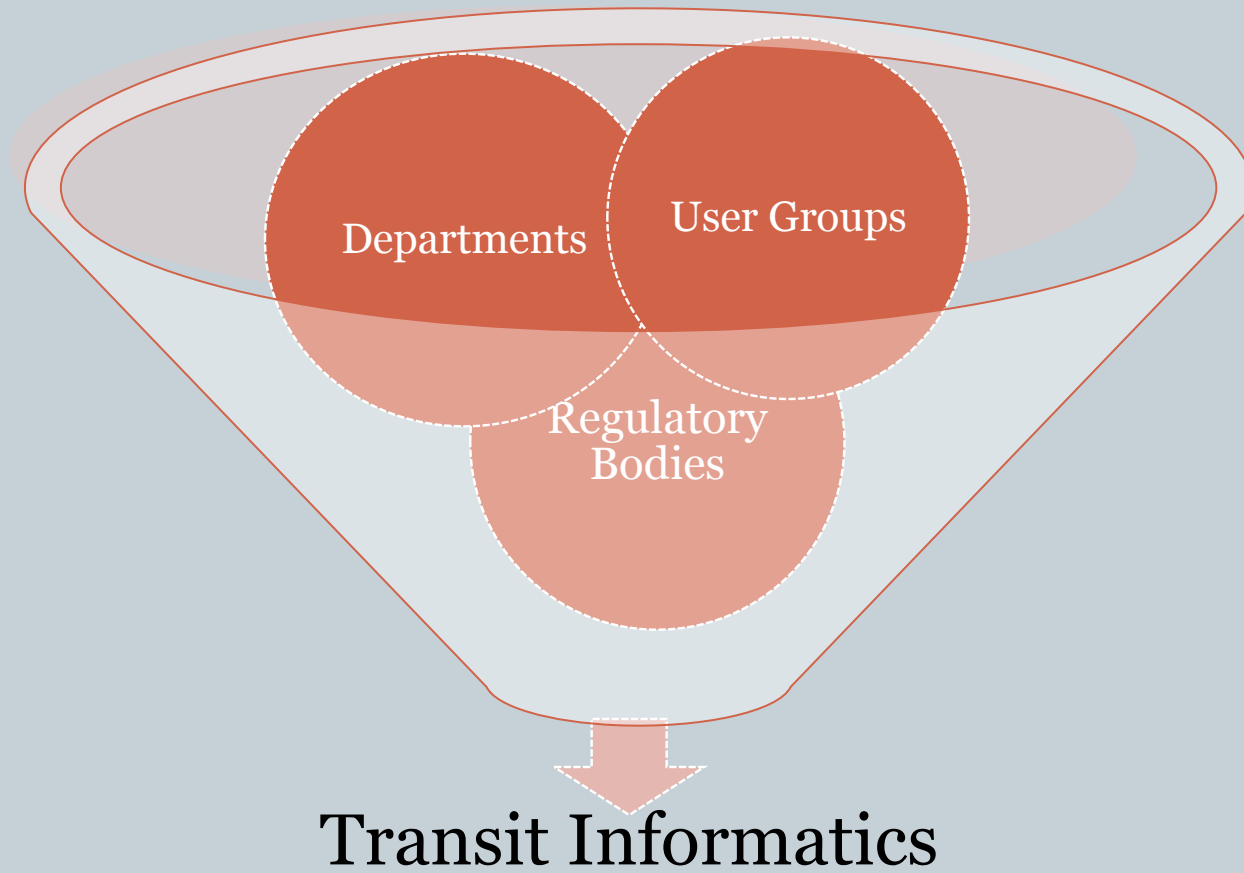 Departments
User Groups
Regulatory
Bodies
Transit Informatics